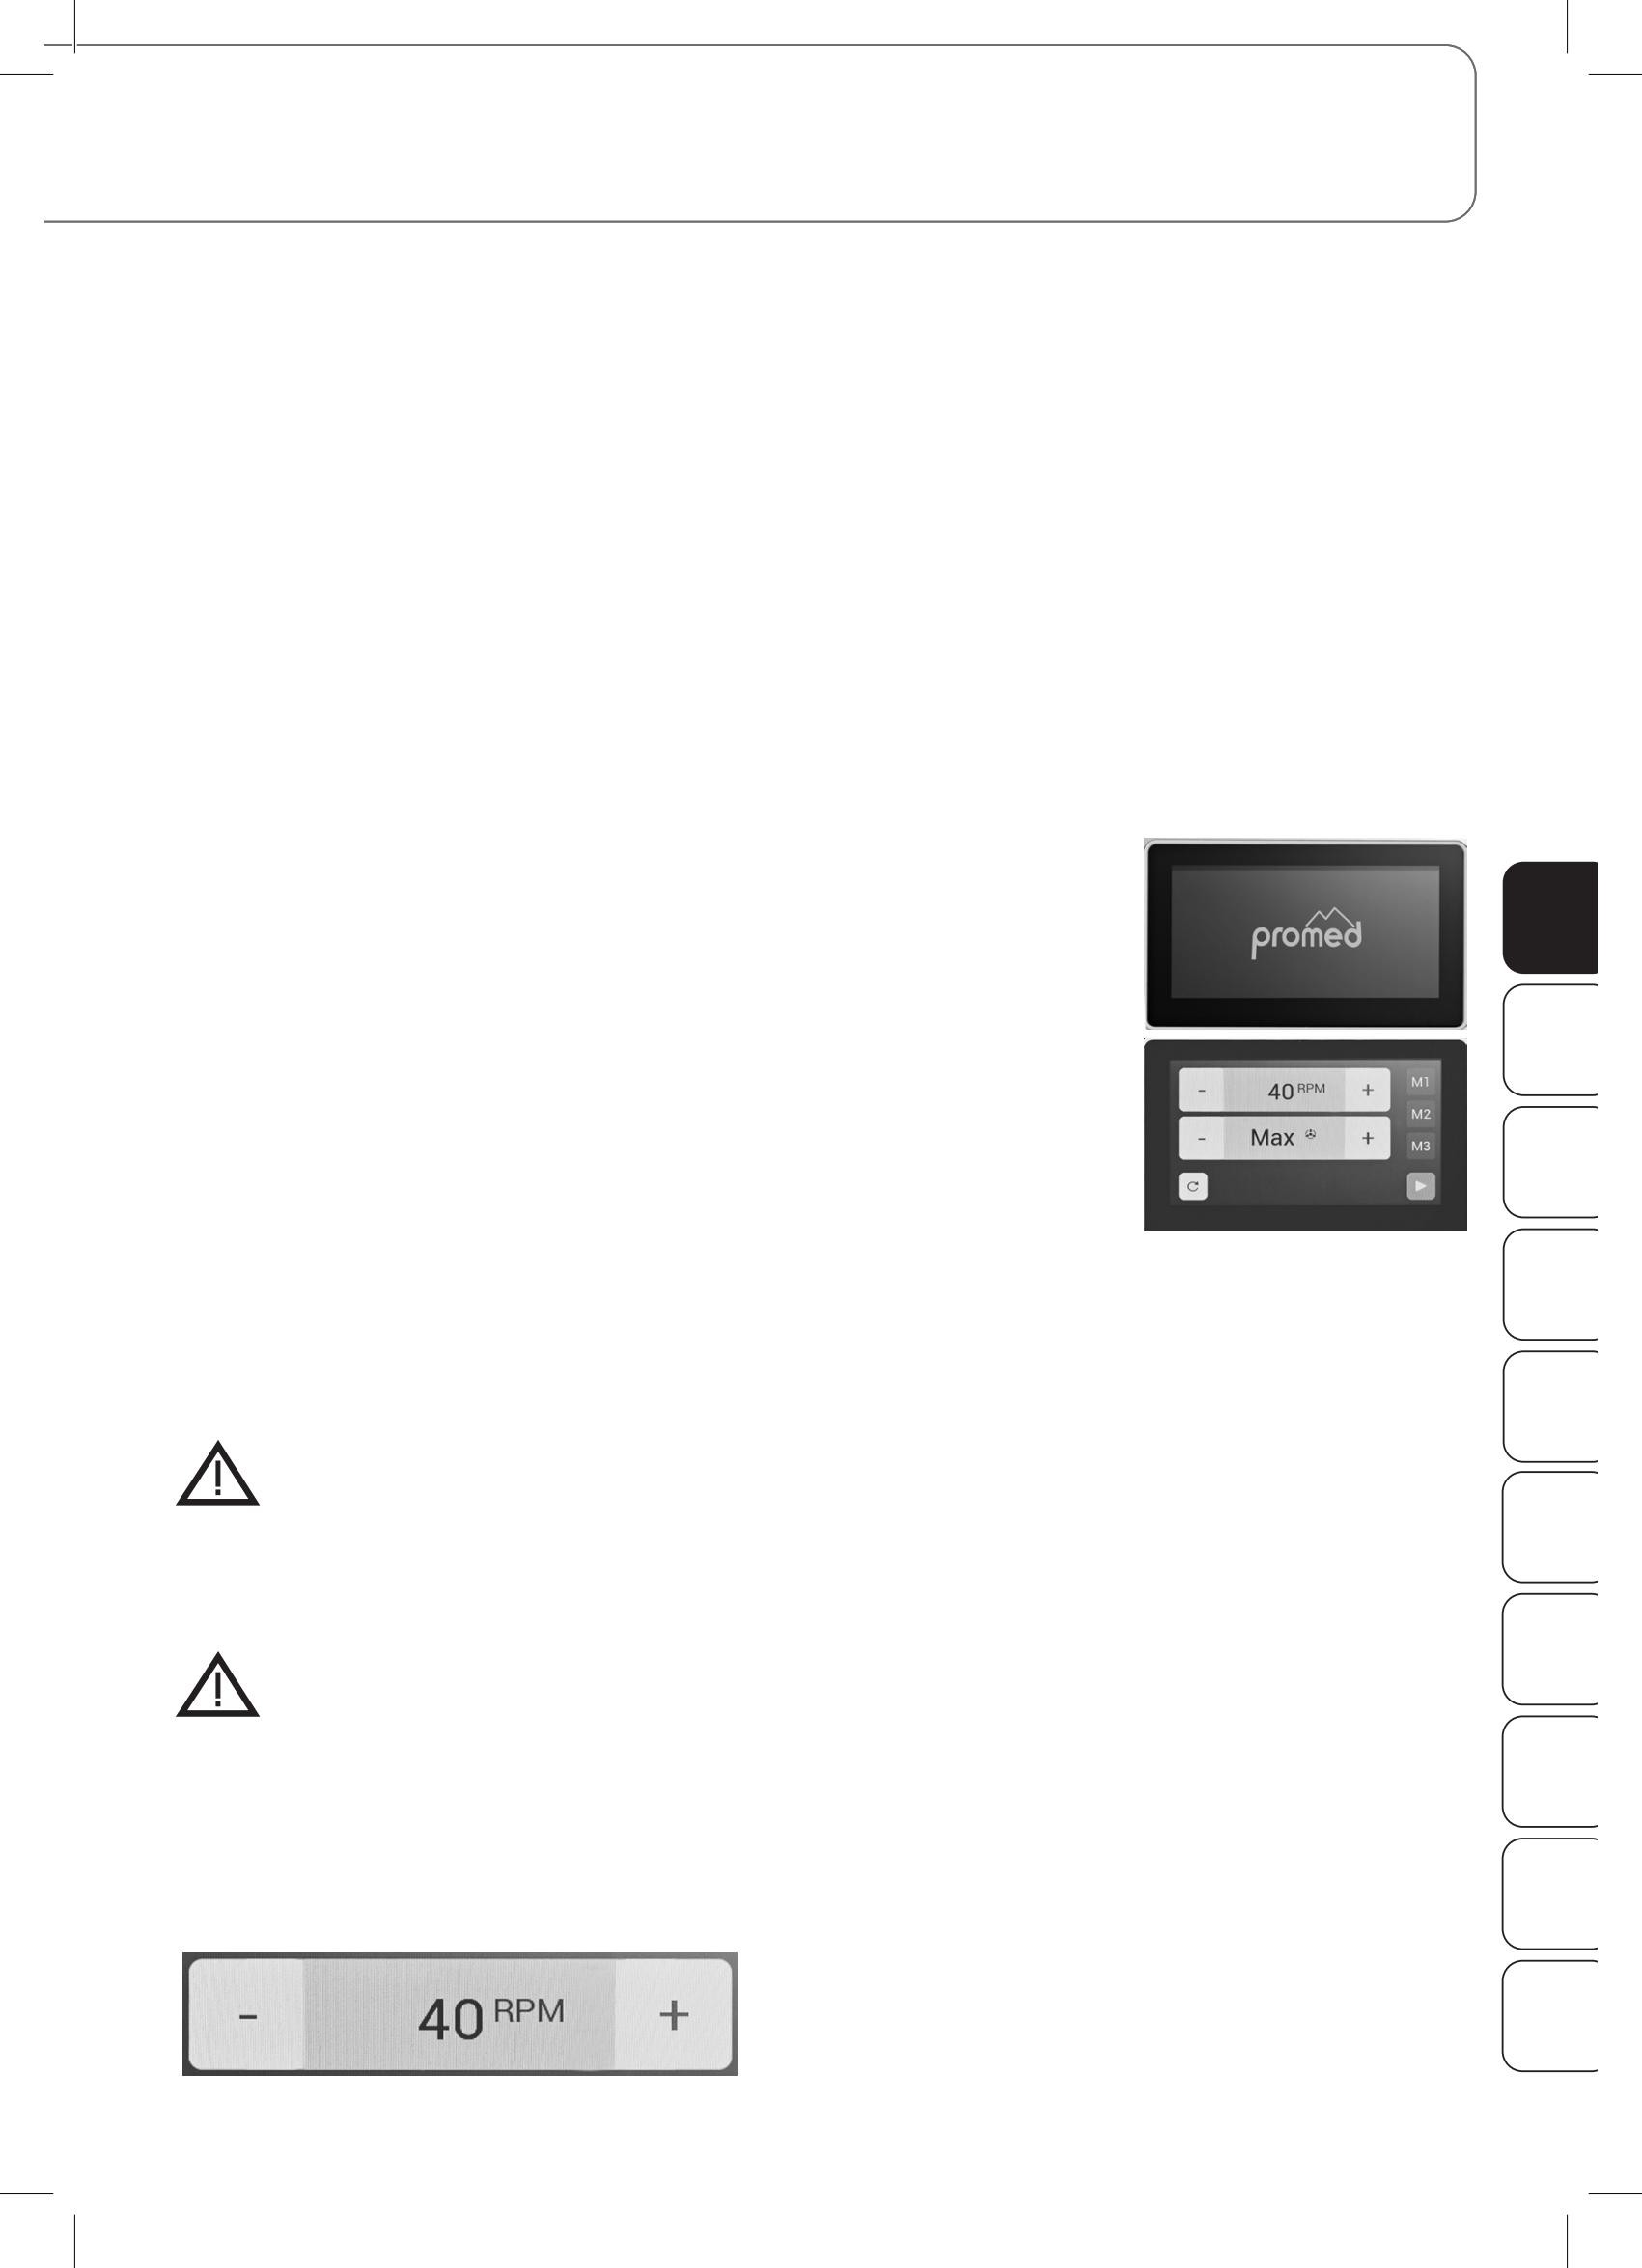 promed
- 40 RPM + M1
M2
- Max + M3
- 40 RPM +